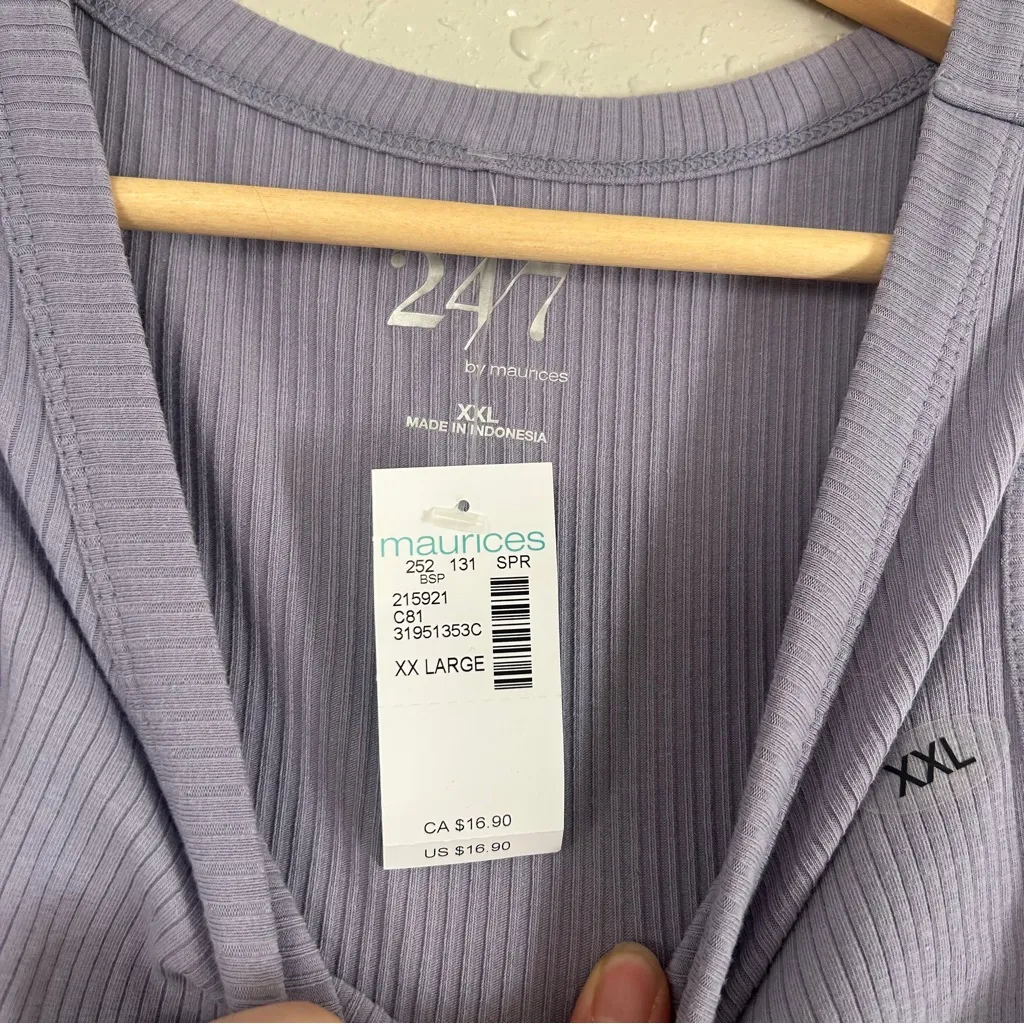 24/7
by maurices
XXL
MADE IN INDONESIA
maurices
252 131 SPR
BSP
215921
C81
31951353C
XX LARGE
CA $16.90
US $16.90
XXL